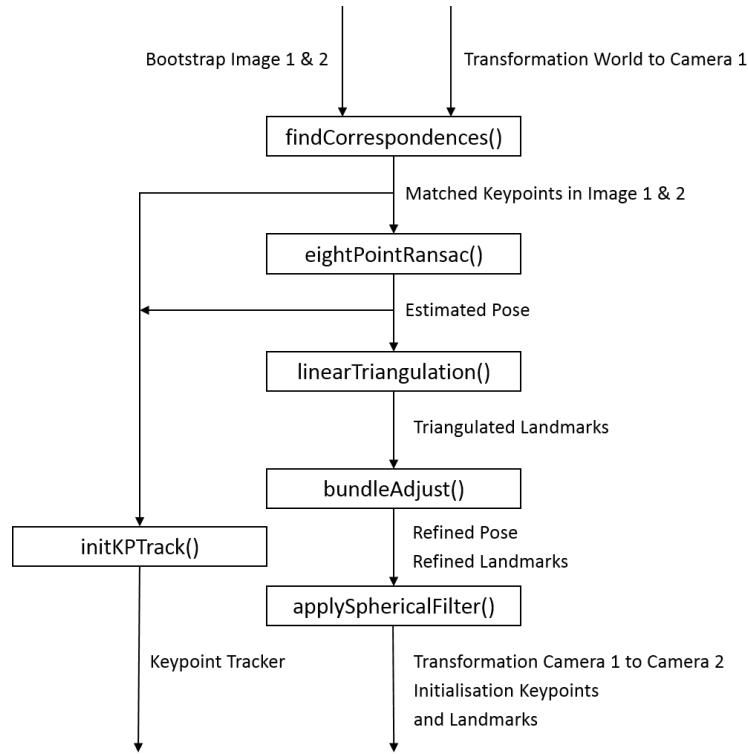 Bootstrap Image 1 & 2
Transformation World to Camera 1
findCorrespondences()
Matched Keypoints in Image 1 & 2
eightPointRansac()
Estimated Pose
linearTriangulation()
Triangulated Landmarks
bundleAdjust()
Refined Pose
initKPTrack()
Refined Landmarks
applySphericalFilter()
Keypoint Tracker
Transformation Camera 1 to Camera 2
Initialisation Keypoints
and Landmarks